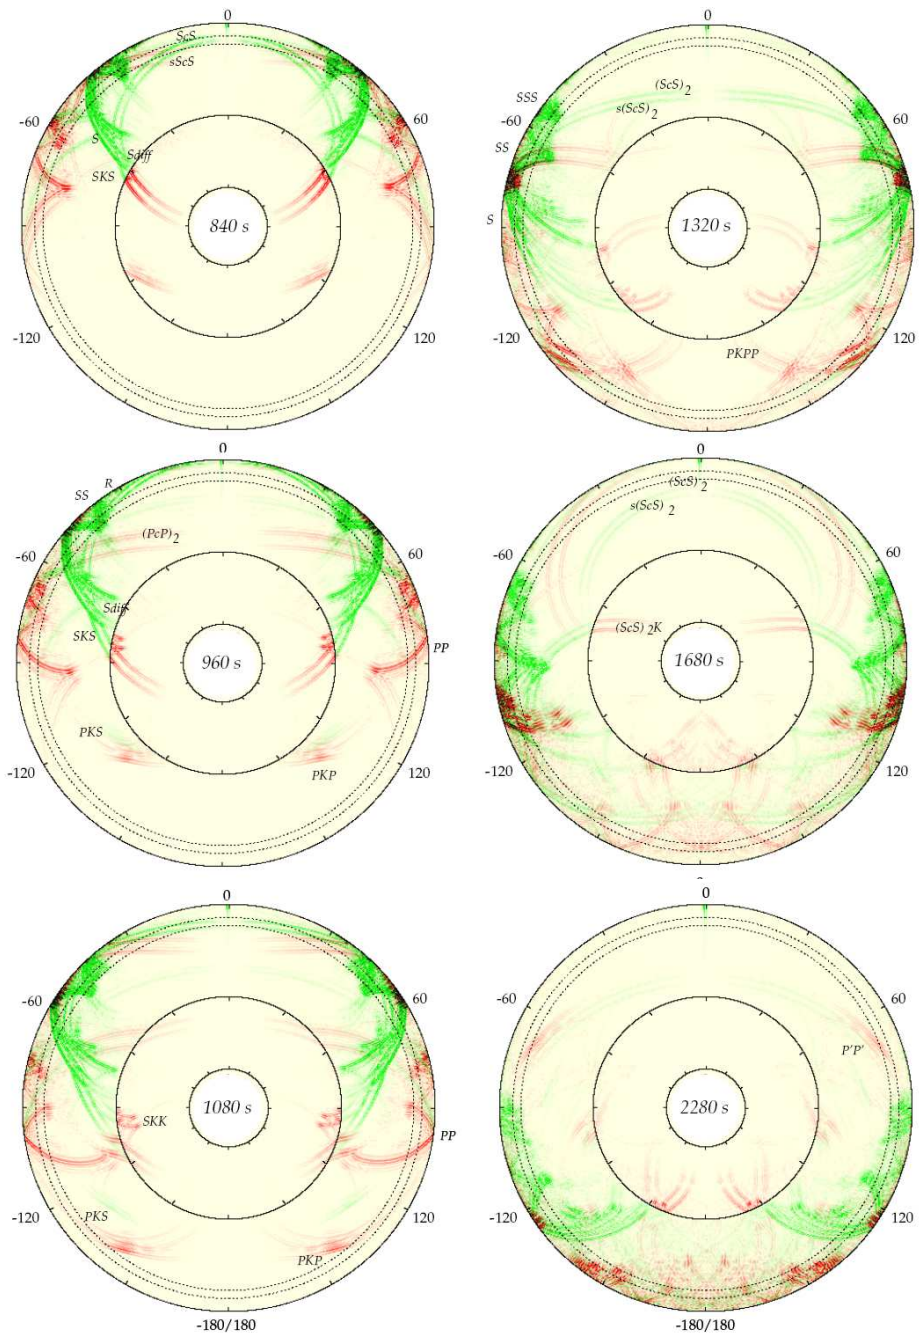 0
ScS
sScS
-60
60
S
Sdiff
SKS
840 s
-120
120
0
(ScS)2
s(ScS)2
SSS
-60
60
SS
S
1320 s
-120
120
PKPP
0
SS
R
(PcP)2
-60
60
Sdiff
SKS
960 s
PP
PKS
-120
120
PKP
0
(ScS)2
s(ScS)2
-60
60
(ScS)2K
1680 s
-120
120
0
-60
60
1080 s
SKK
PP
-120
120
PKS
PKP
-180/180
0
-60
60
P'P'
2280 s
-120
120
-180/180